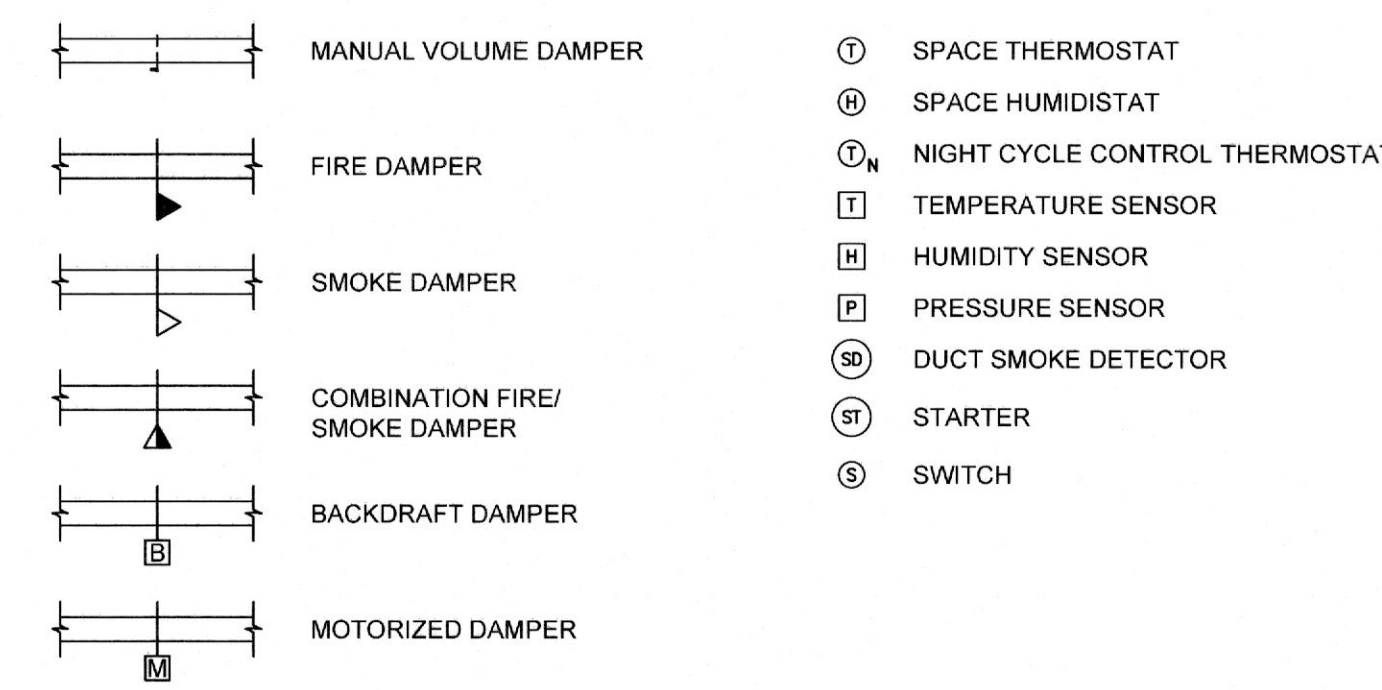 MANUAL VOLUME DAMPER
FIRE DAMPER
SMOKE DAMPER
COMBINATION FIRE/
SMOKE DAMPER
B BACKDRAFT DAMPER
M MOTORIZED DAMPER
T SPACE THERMOSTAT
H SPACE HUMIDISTAT
TN NIGHT CYCLE CONTROL THERMOSTAT
T TEMPERATURE SENSOR
H HUMIDITY SENSOR
P PRESSURE SENSOR
SD DUCT SMOKE DETECTOR
ST STARTER
S SWITCH